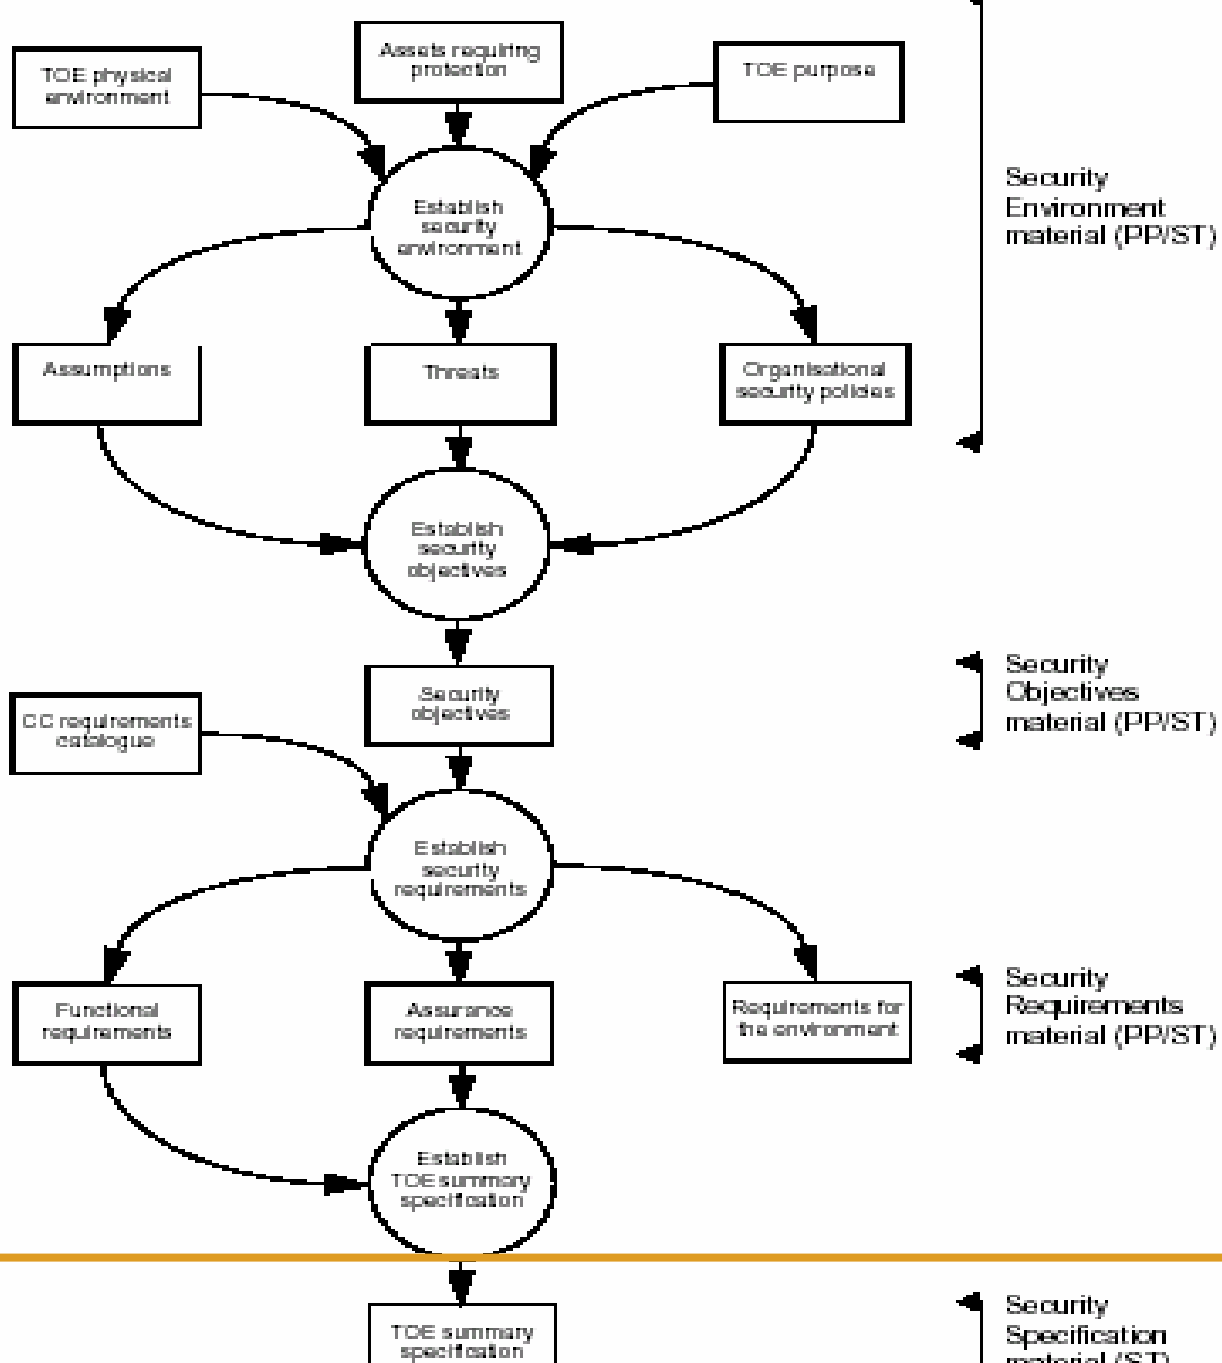 Assets requiring
protection
TOE physical
environment
TOE purpose
Security
Environment
material (PP/ST)
Establish
security
environment
Assumptions
Threats
Organisational
security policies
Establish
security
objectives
Security
objectives
Security
Objectives
material (PP/ST)
CC requirements
catalogue
Establish
security
requirements
Functional
requirements
Assurance
requirements
Requirements for
the environment
Security
Requirements
material (PP/ST)
Establish
TOE summary
specification
TOE summary
specification
Security
Specification
material (ST)